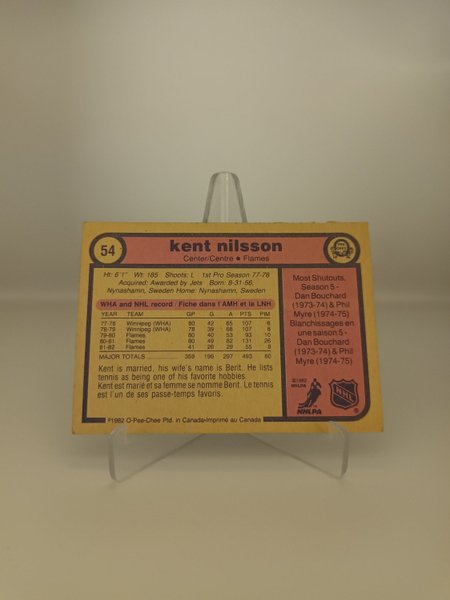 54
kent nilsson
Center/Centre • Flames
Ht: 6'1" Wt: 185 Shoots: L 1st Pro Season 77-78
Acquired: Awarded by Jets Born: 8-31-56,
Nynashamn, Sweden Home: Nynashamn, Sweden
WHA and NHL record · Fiche dans l'AMH et la LNH
YEAR TEAM GP G A PTS PIM
77-78 Winnipeg (WHA) 80 42 65 107 8
78-79 Winnipeg (WHA) 78 39 68 107 8
79-80 Flames 80 40 53 93 10
80-81 Flames 80 49 82 131 26
81-82 Flames 41 26 29 55 8
MAJOR TOTALS 359 196 297 493 60
Kent is married, his wife's name is Berit. He lists
tennis as being one of his favorite hobbies.
Kent est marié et sa femme se nomme Berit. Le tennis
est l'un de ses passe-temps favoris.
©1982 O-Pee-Chee Ptd. in Canada-Imprimé au Canada
Most Shutouts,
Season 5 -
Dan Bouchard
(1973-74) & Phil
Myre (1974-75)
Blanchissages en
une saison 5 -
Dan Bouchard
(1973-74) & Phil
Myre (1974-75)
©1982
NHLPA
NHLPA
NHL